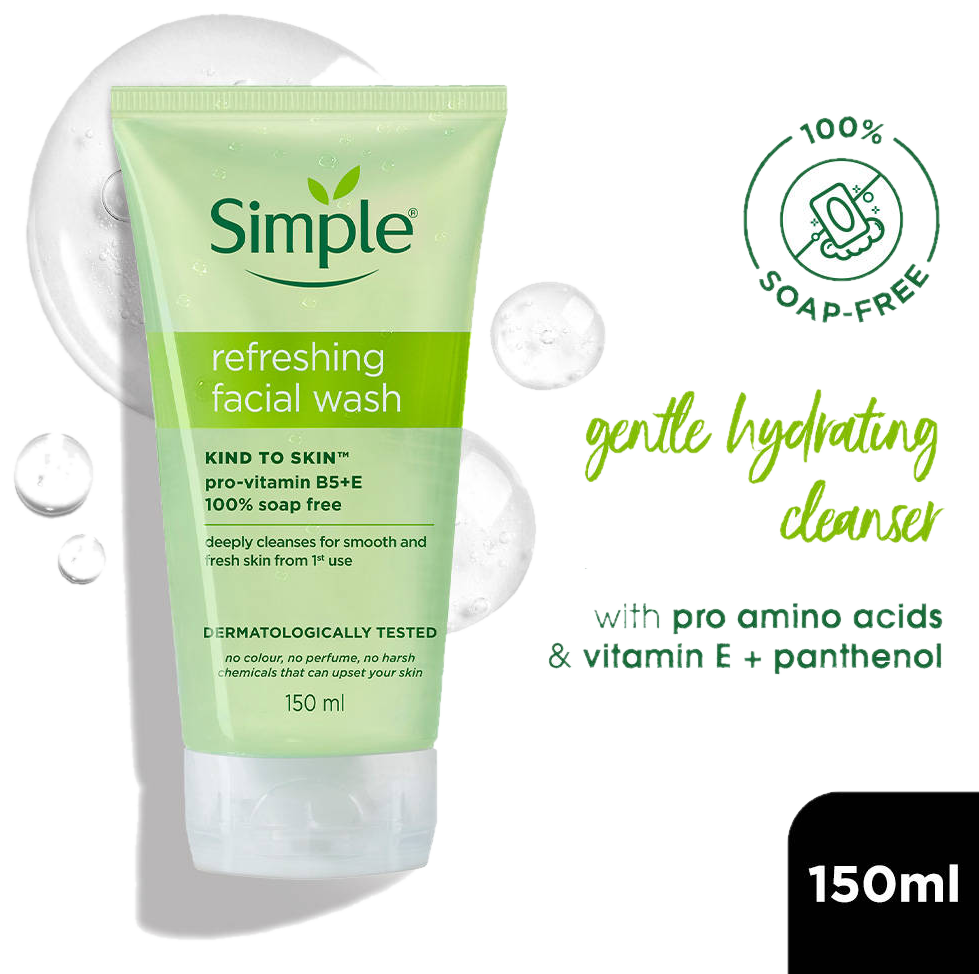 Simple®
refreshing
facial wash
KIND TO SKIN™
pro-vitamin B5+E
100% soap free
deeply cleanses for smooth and
fresh skin from 1st use
DERMATOLOGICALLY TESTED
no colour, no perfume, no harsh
chemicals that can upset your skin
150 ml
100%
SOAP-FREE
gentle hydrating
cleanser
with pro amino acids
& vitamin E + panthenol
150ml